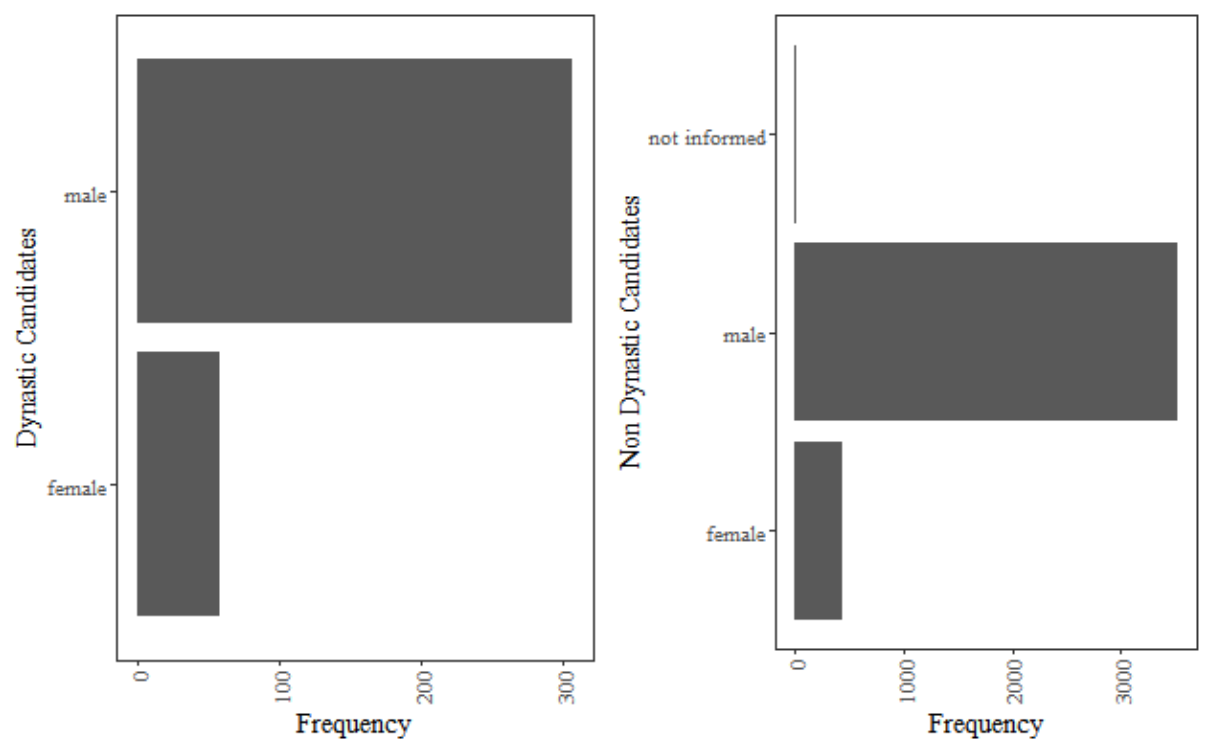 Dynastic Candidates
male
female
0
100
200
300
Frequency
Non Dynastic Candidates
not informed
male
female
0
1000
2000
3000
Frequency